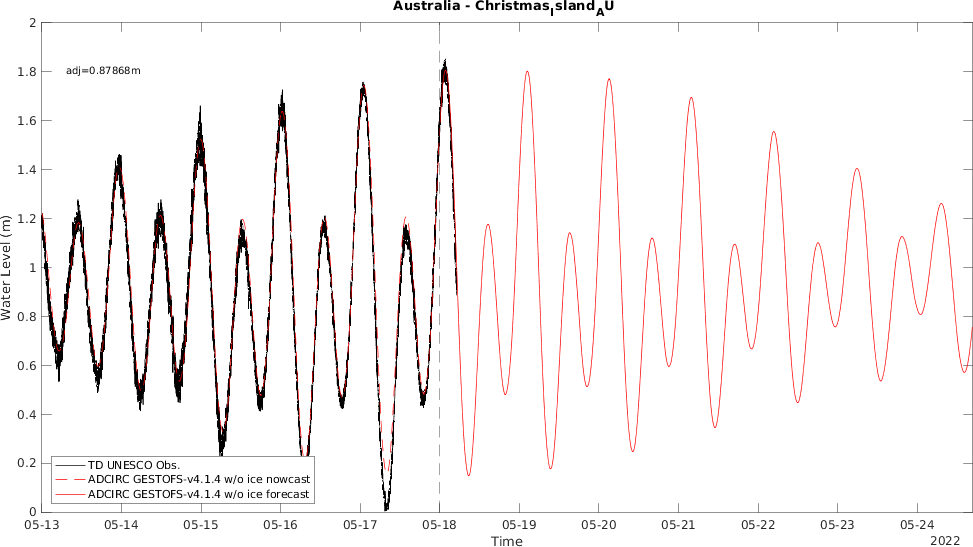 Australia - ChristmasIslandAU
2
1.8
1.6
1.4
1.2
1
0.8
0.6
0.4
0.2
0
Water Level (m)
adj=0.87868m
TD UNESCO Obs.
ADCIRC GESTOFS-v4.1.4 w/o ice nowcast
ADCIRC GESTOFS-v4.1.4 w/o ice forecast
05-13 05-14 05-15 05-16 05-17 05-18 05-19 05-20 05-21 05-22 05-23 05-24
Time
2022